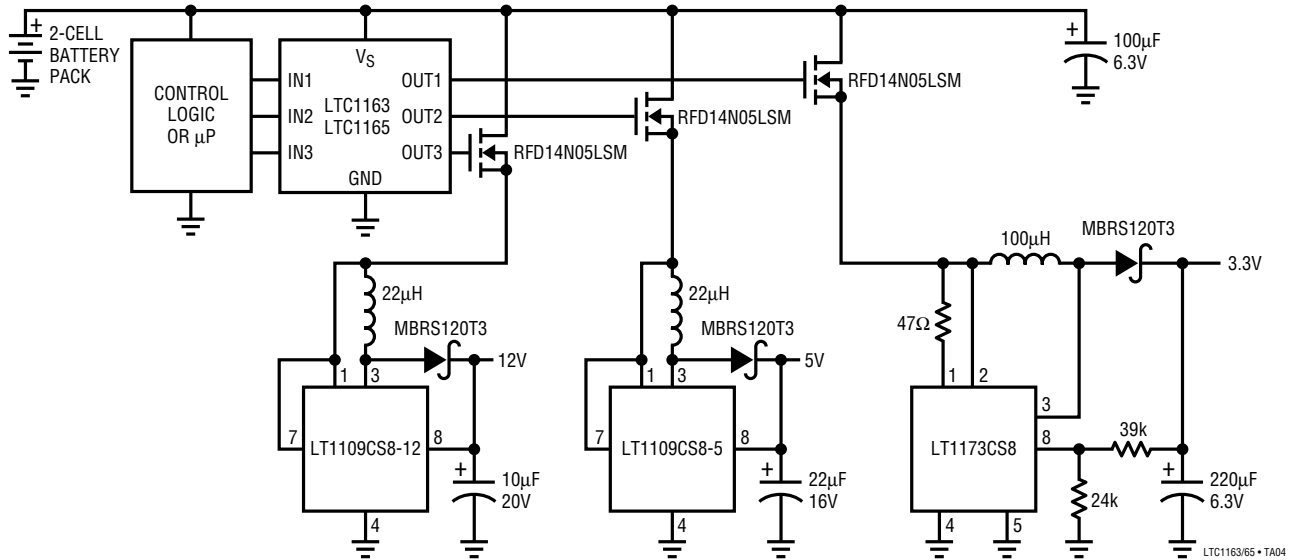 + 2-CELL
BATTERY
PACK
CONTROL
LOGIC
OR μP
IN1
IN2
IN3
VS
LTC1163
LTC1165
GND
OUT1
OUT2
OUT3
RFD14N05LSM
RFD14N05LSM
RFD14N05LSM
+
100μF
6.3V
22μH
MBRS120T3
12V
1
3
7
LT1109CS8-12
8
4
+
10μF
20V
22μH
MBRS120T3
5V
1
3
7
LT1109CS8-5
8
4
+
22μF
16V
100μH
MBRS120T3
3.3V
47Ω
1
2
3
LT1173CS8
8
4
5
39k
24k
+
220μF
6.3V
LTC1163/65 • TA04